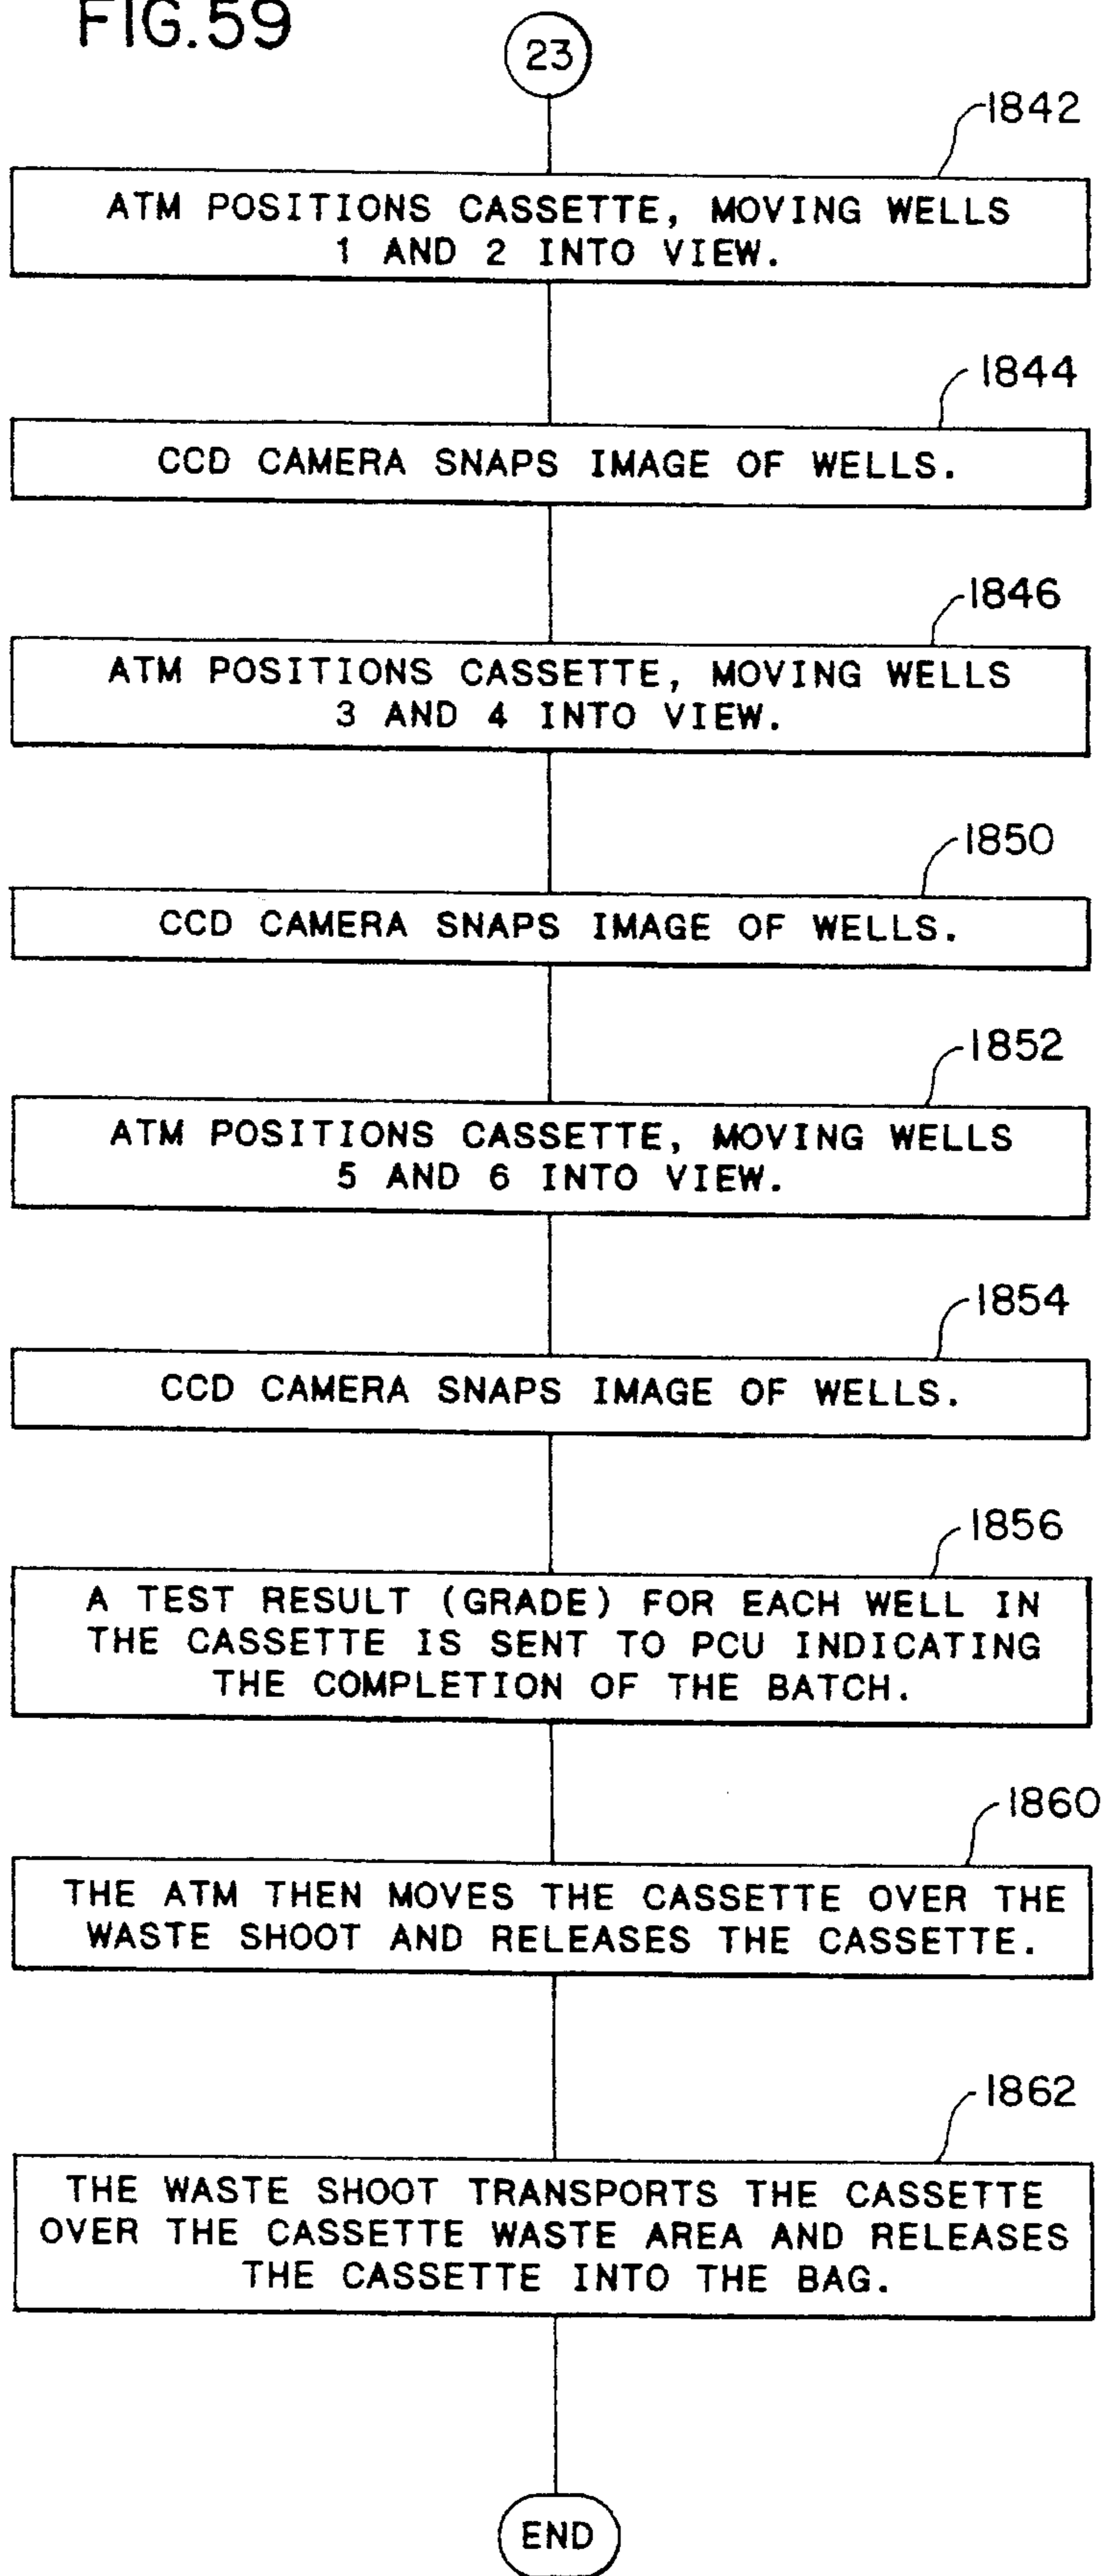 FIG.59
23
1842
ATM POSITIONS CASSETTE, MOVING WELLS
1 AND 2 INTO VIEW.
1844
CCD CAMERA SNAPS IMAGE OF WELLS.
1846
ATM POSITIONS CASSETTE, MOVING WELLS
3 AND 4 INTO VIEW.
1850
CCD CAMERA SNAPS IMAGE OF WELLS.
1852
ATM POSITIONS CASSETTE, MOVING WELLS
5 AND 6 INTO VIEW.
1854
CCD CAMERA SNAPS IMAGE OF WELLS.
1856
A TEST RESULT (GRADE) FOR EACH WELL IN
THE CASSETTE IS SENT TO PCU INDICATING
THE COMPLETION OF THE BATCH.
1860
THE ATM THEN MOVES THE CASSETTE OVER THE
WASTE SHOOT AND RELEASES THE CASSETTE.
1862
THE WASTE SHOOT TRANSPORTS THE CASSETTE
OVER THE CASSETTE WASTE AREA AND RELEASES
THE CASSETTE INTO THE BAG.
END